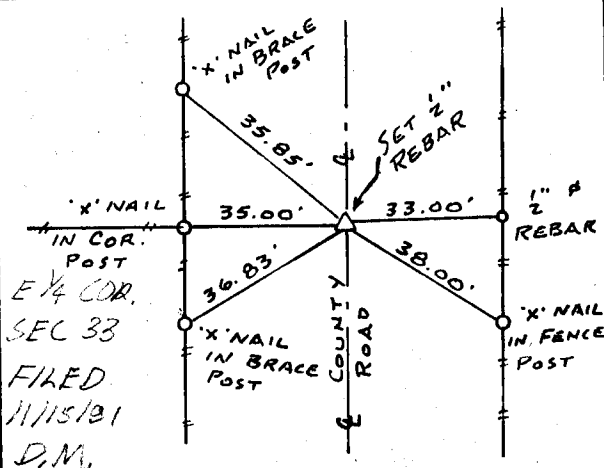 'X' NAIL
IN BRACE
POST
35.85'
℄
SET 1/2"
REBAR
'X' NAIL
IN COR.
POST
35.00'
33.00'
1/2" ⌀
REBAR
36.83'
38.00'
'X' NAIL
IN BRACE
POST
COUNTY
ROAD
℄
'X' NAIL
IN FENCE
POST
E 1/4 COR.
SEC 33
FILED
11/15/81
D.M.